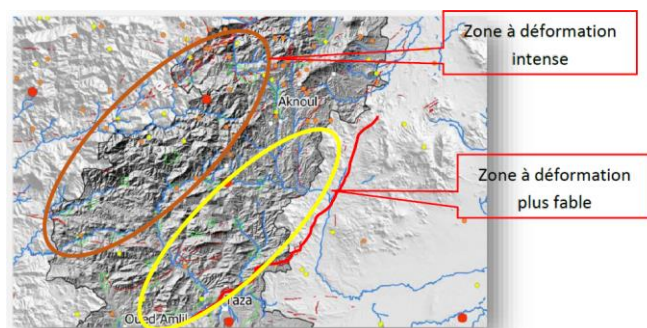 Zone à déformation
intense
Aknoul
Zone à déformation
plus fable
Taza
Oued Amlil